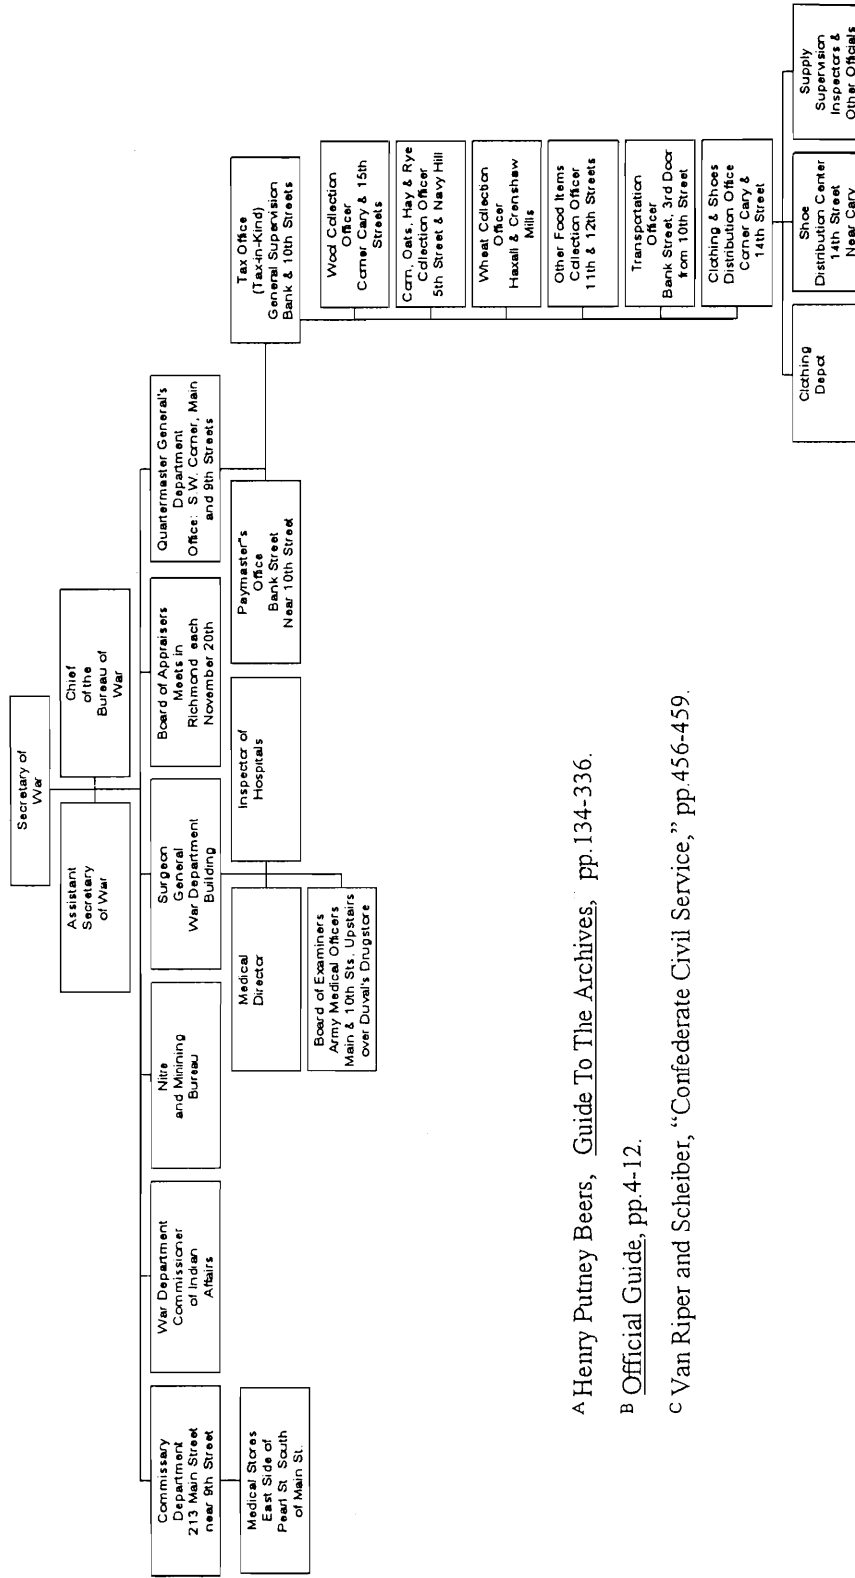 Secretary of
War
Assistant
Secretary
of War
Chief
of the
Bureau of
War
Commissary
Department
213 Main Street
near 9th Street
War Department
Commissioner
of Indian
Affairs
Nitre
and Minining
Bureau
Surgeon
General
War Department
Building
Board of Appraisers
Meets in
Richmond each
November 20th
Quartermaster General's
Department
Office: S.W. Corner, Main
and 9th Streets
Medical Stores
East Side of
Pearl St. South
of Main St.
Medical
Director
Inspector of
Hospitals
Board of Examiners
Army Medical Officers
Main & 10th Sts. Upstairs
over Duval's Drugstore
Paymaster"s
Office
Bank Street
Near 10th Street
Tax Office
(Tax-in-Kind)
General Supervision
Bank & 10th Streets
Wool Collection
Officer
Corner Cary & 15th
Streets
Corn, Oats, Hay & Rye
Collection Officer
5th Street & Navy Hill
Wheat Collection
Officer
Haxall & Crenshaw
Mills
Other Food Items
Collection Officer
11th & 12th Streets
Transportation
Officer
Bank Street, 3rd Door
from 10th Street
Clothing & Shoes
Distribution Office
Corner Cary &
14th Street
Clothing
Depot
Shoe
Distribution Center
14th Street
Near Cary
Supply
Supervision
Inspectors &
Other Officials
A Henry Putney Beers, Guide To The Archives, pp.134-336.
B Official Guide, pp.4-12.
C Van Riper and Scheiber, “Confederate Civil Service,” pp.456-459.